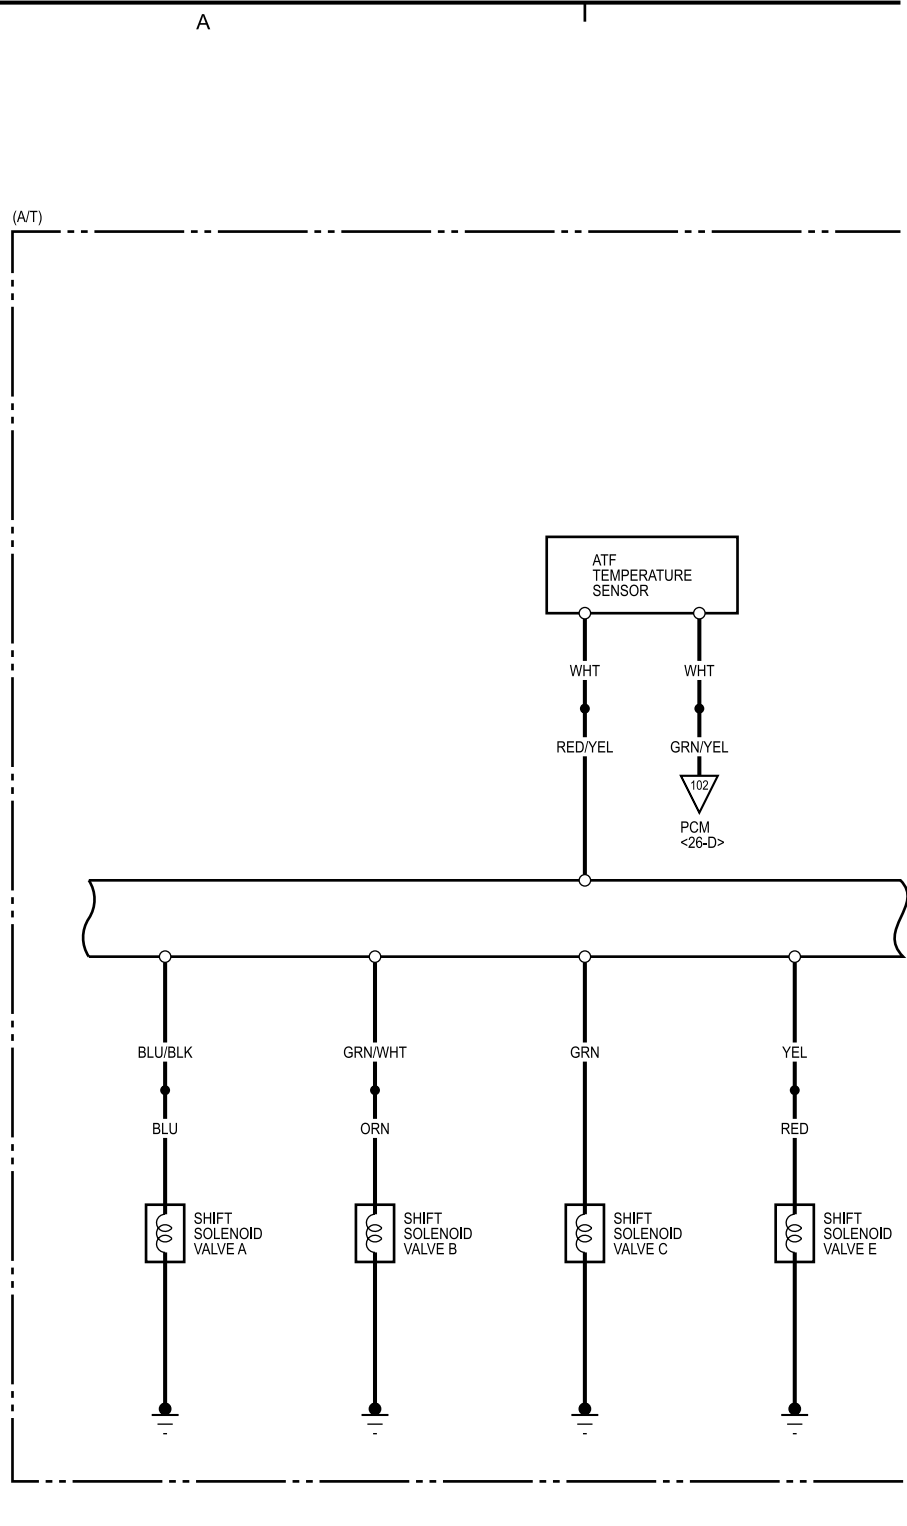 A
(A/T)
ATF
TEMPERATURE
SENSOR
WHT
WHT
RED/YEL
GRN/YEL
102
PCM
<26-D>
BLU/BLK
GRN/WHT
GRN
YEL
BLU
ORN
RED
SHIFT
SOLENOID
VALVE A
SHIFT
SOLENOID
VALVE B
SHIFT
SOLENOID
VALVE C
SHIFT
SOLENOID
VALVE E